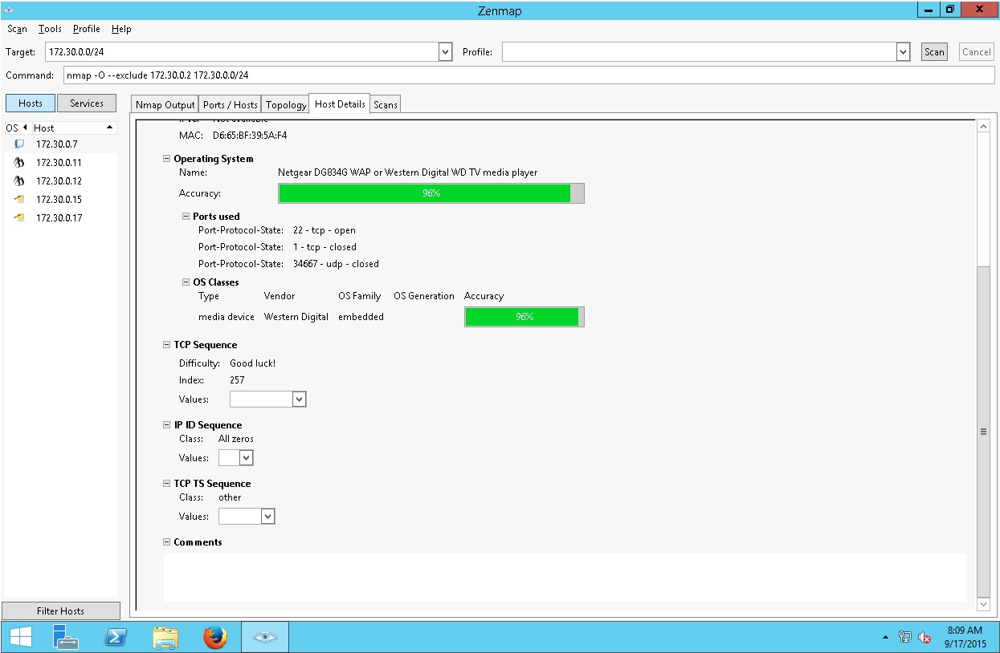 Zenmap
Scan Tools Profile Help
Target: 172.30.0.0/24 Profile: Scan Cancel
Command: nmap -O --exclude 172.30.0.2 172.30.0.0/24
Hosts Services
Nmap Output Ports / Hosts Topology Host Details Scans
OS Host
172.30.0.7
172.30.0.11
172.30.0.12
172.30.0.15
172.30.0.17
Filter Hosts
MAC: D6:65:BF:39:5A:F4
Operating System
Name: Netgear DG834G WAP or Western Digital WD TV media player
Accuracy: 96%
Ports used
Port-Protocol-State: 22 - tcp - open
Port-Protocol-State: 1 - tcp - closed
Port-Protocol-State: 34667 - udp - closed
OS Classes
Type Vendor OS Family OS Generation Accuracy
media device Western Digital embedded 96%
TCP Sequence
Difficulty: Good luck!
Index: 257
Values:
IP ID Sequence
Class: All zeros
Values:
TCP TS Sequence
Class: other
Values:
Comments
8:09 AM
9/17/2015